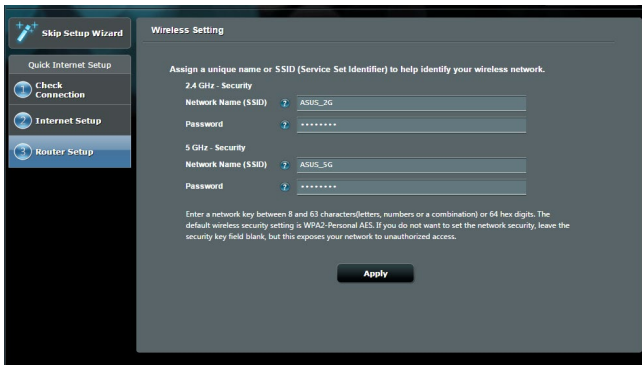 Skip Setup Wizard
Quick Internet Setup
1 Check
Connection
2 Internet Setup
3 Router Setup
Wireless Setting
Assign a unique name or SSID (Service Set Identifier) to help identify your wireless network.
2.4 GHz - Security
Network Name (SSID) ? ASUS_2G
Password ? ••••••••
5 GHz - Security
Network Name (SSID) ? ASUS_5G
Password ? ••••••••
Enter a network key between 8 and 63 characters(letters, numbers or a combination) or 64 hex digits. The
default wireless security setting is WPA2-Personal AES. If you do not want to set the network security, leave the
security key field blank, but this exposes your network to unauthorized access.
Apply